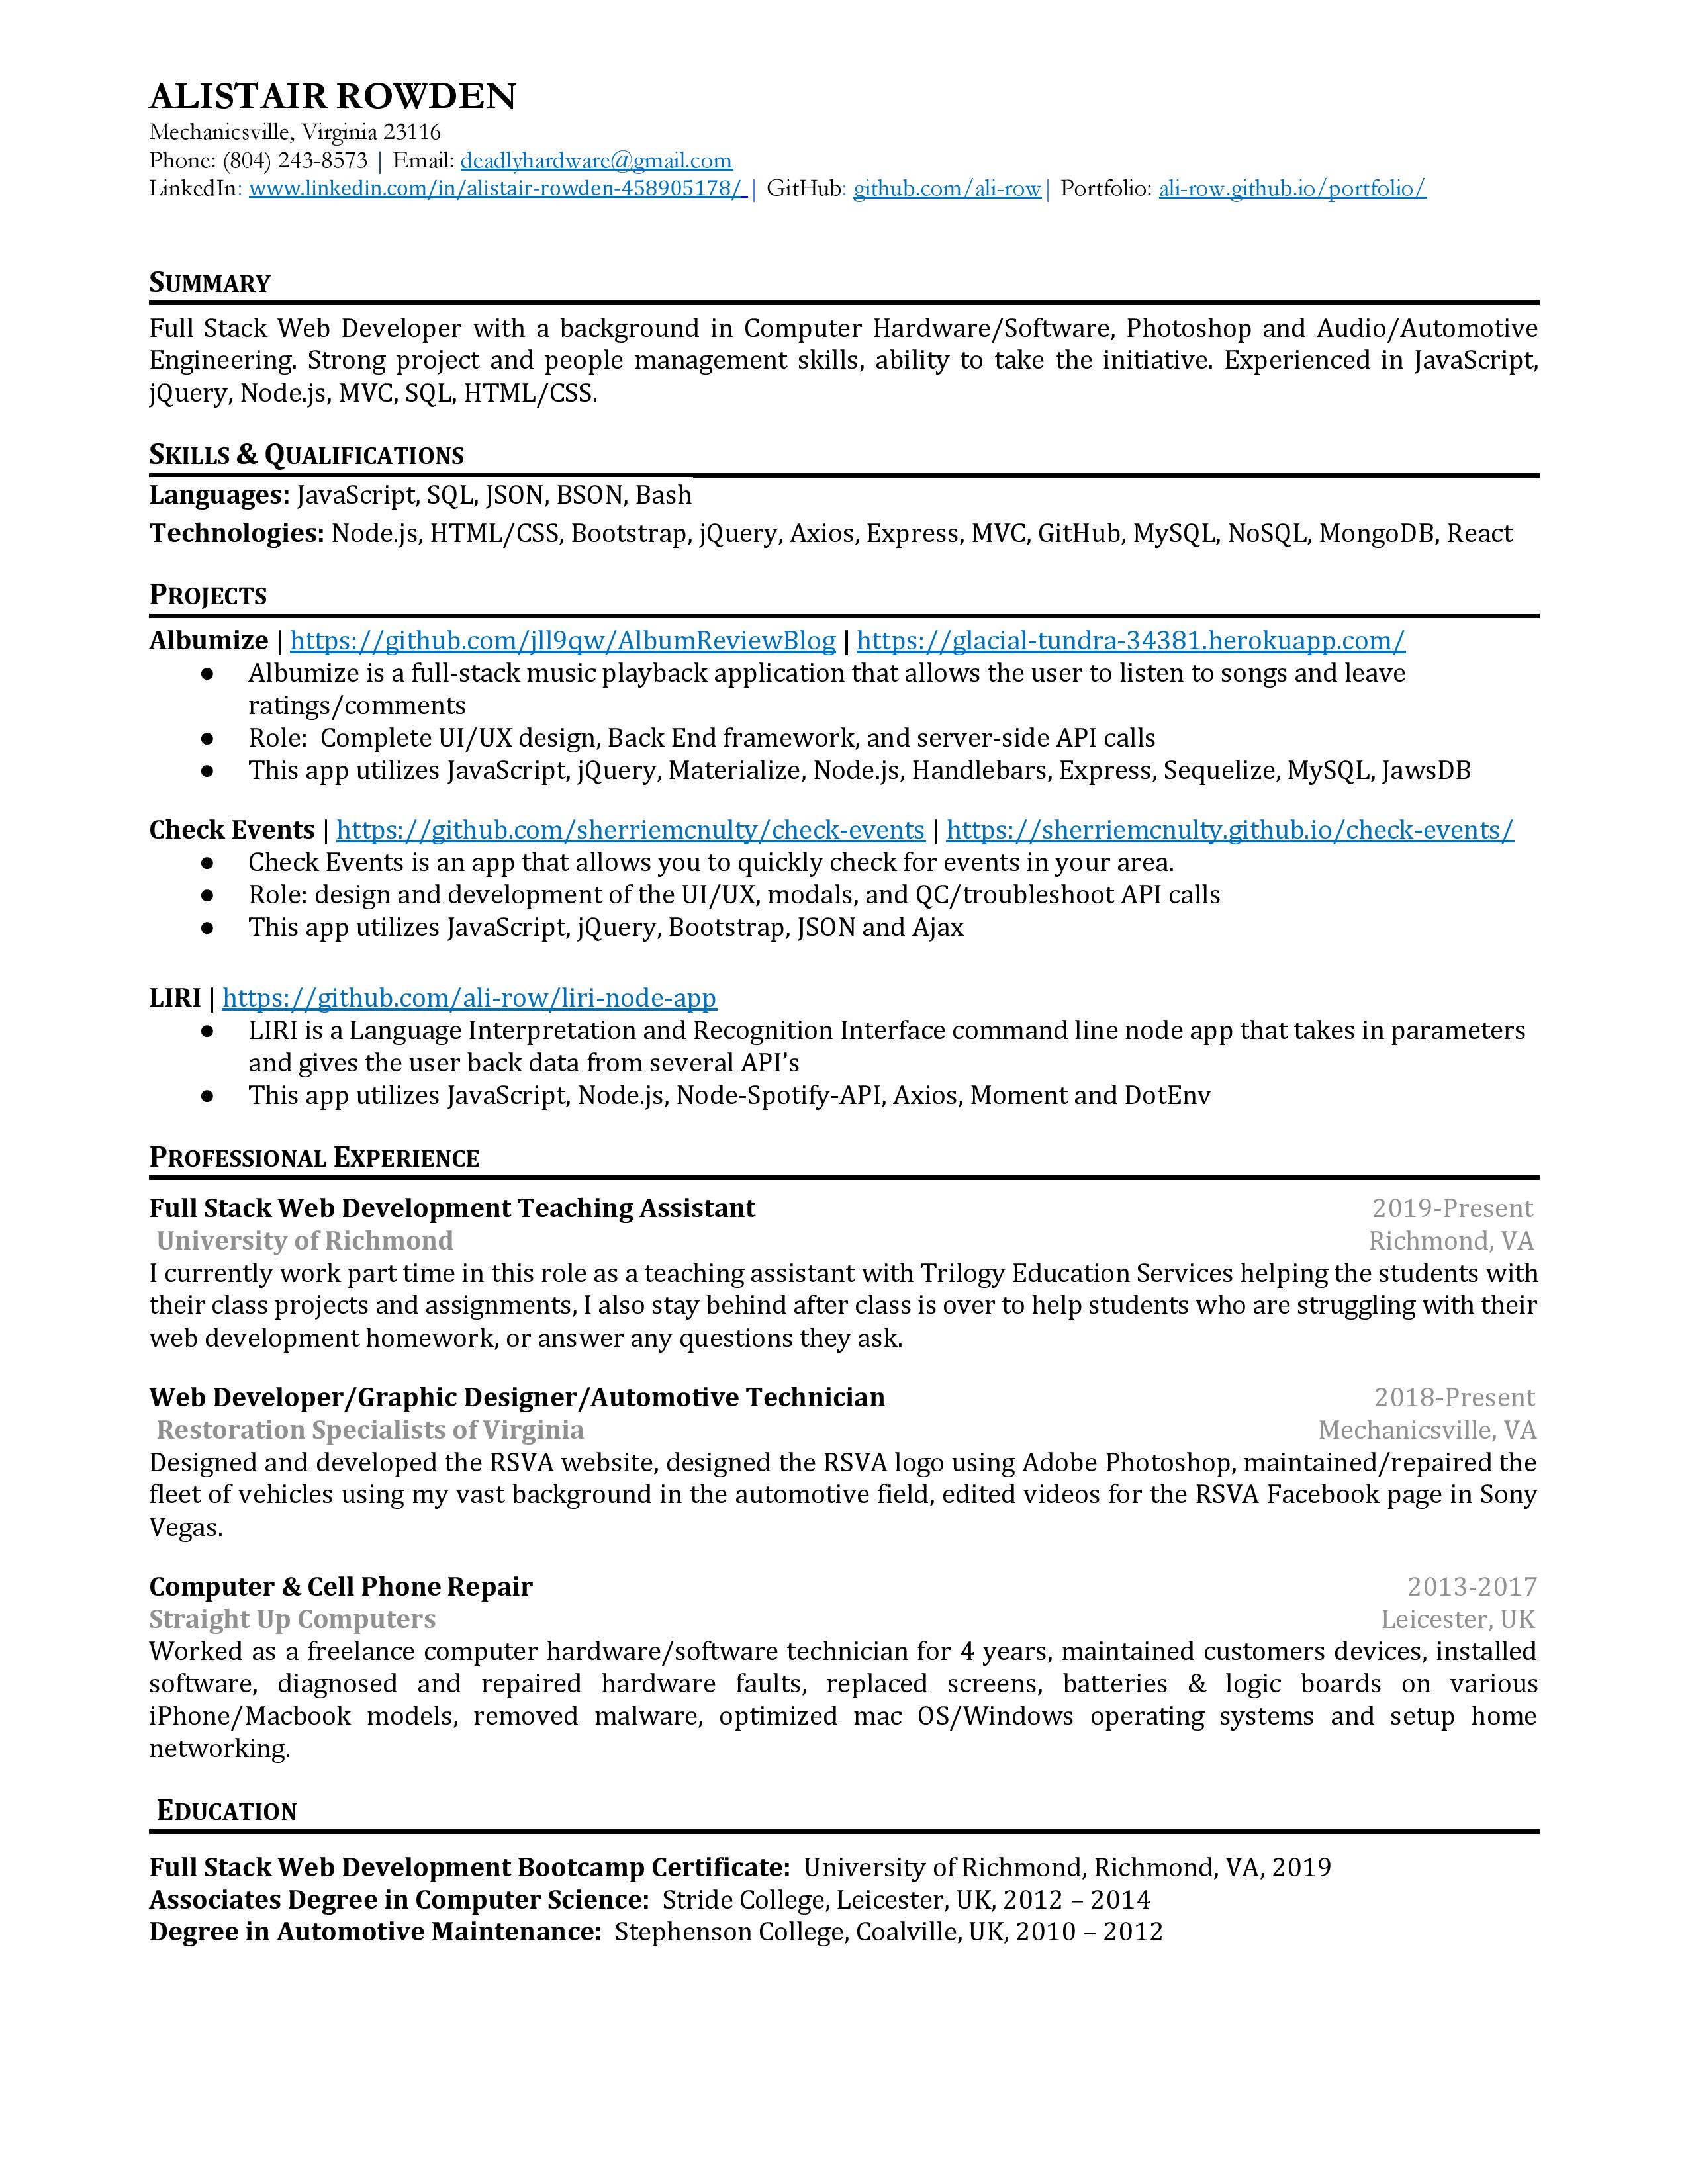 ALISTAIR ROWDEN
Mechanicsville, Virginia 23116
Phone: (804) 243-8573 | Email: deadlyhardware@gmail.com
LinkedIn: www.linkedin.com/in/alistair-rowden-458905178/ | GitHub: github.com/ali-row| Portfolio: ali-row.github.io/portfolio/
SUMMARY
Full Stack Web Developer with a background in Computer Hardware/Software, Photoshop and Audio/Automotive
Engineering. Strong project and people management skills, ability to take the initiative. Experienced in JavaScript,
jQuery, Node.js, MVC, SQL, HTML/CSS.
SKILLS & QUALIFICATIONS
Languages: JavaScript, SQL, JSON, BSON, Bash
Technologies: Node.js, HTML/CSS, Bootstrap, jQuery, Axios, Express, MVC, GitHub, MySQL, NoSQL, MongoDB, React
PROJECTS
Albumize | https://github.com/jll9qw/AlbumReviewBlog | https://glacial-tundra-34381.herokuapp.com/
● Albumize is a full-stack music playback application that allows the user to listen to songs and leave
ratings/comments
● Role:  Complete UI/UX design, Back End framework, and server-side API calls
● This app utilizes JavaScript, jQuery, Materialize, Node.js, Handlebars, Express, Sequelize, MySQL, JawsDB
Check Events | https://github.com/sherriemcnulty/check-events | https://sherriemcnulty.github.io/check-events/
● Check Events is an app that allows you to quickly check for events in your area.
● Role: design and development of the UI/UX, modals, and QC/troubleshoot API calls
● This app utilizes JavaScript, jQuery, Bootstrap, JSON and Ajax
LIRI | https://github.com/ali-row/liri-node-app
● LIRI is a Language Interpretation and Recognition Interface command line node app that takes in parameters
and gives the user back data from several API’s
● This app utilizes JavaScript, Node.js, Node-Spotify-API, Axios, Moment and DotEnv
PROFESSIONAL EXPERIENCE
Full Stack Web Development Teaching Assistant 2019-Present
University of Richmond Richmond, VA
I currently work part time in this role as a teaching assistant with Trilogy Education Services helping the students with
their class projects and assignments, I also stay behind after class is over to help students who are struggling with their
web development homework, or answer any questions they ask.
Web Developer/Graphic Designer/Automotive Technician 2018-Present
Restoration Specialists of Virginia Mechanicsville, VA
Designed and developed the RSVA website, designed the RSVA logo using Adobe Photoshop, maintained/repaired the
fleet of vehicles using my vast background in the automotive field, edited videos for the RSVA Facebook page in Sony
Vegas.
Computer & Cell Phone Repair 2013-2017
Straight Up Computers Leicester, UK
Worked as a freelance computer hardware/software technician for 4 years, maintained customers devices, installed
software, diagnosed and repaired hardware faults, replaced screens, batteries & logic boards on various
iPhone/Macbook models, removed malware, optimized mac OS/Windows operating systems and setup home
networking.
EDUCATION
Full Stack Web Development Bootcamp Certificate:  University of Richmond, Richmond, VA, 2019
Associates Degree in Computer Science:  Stride College, Leicester, UK, 2012 – 2014
Degree in Automotive Maintenance:  Stephenson College, Coalville, UK, 2010 – 2012